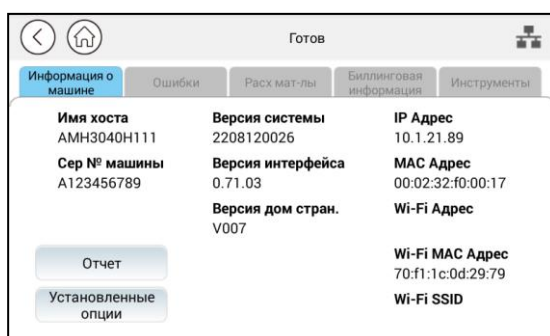 Готов
Информация о
машине
Ошибки
Расх мат-лы
Биллинговая
информация
Инструменты
Имя хоста
AMH3040H111
Сер № машины
A123456789
Отчет
Установленные
опции
Версия системы
2208120026
Версия интерфейса
0.71.03
Версия дом стран.
V007
IP Адрес
10.1.21.89
MAC Адрес
00:02:32:f0:00:17
Wi-Fi Адрес
Wi-Fi MAC Адрес
70:f1:1c:0d:29:79
Wi-Fi SSID